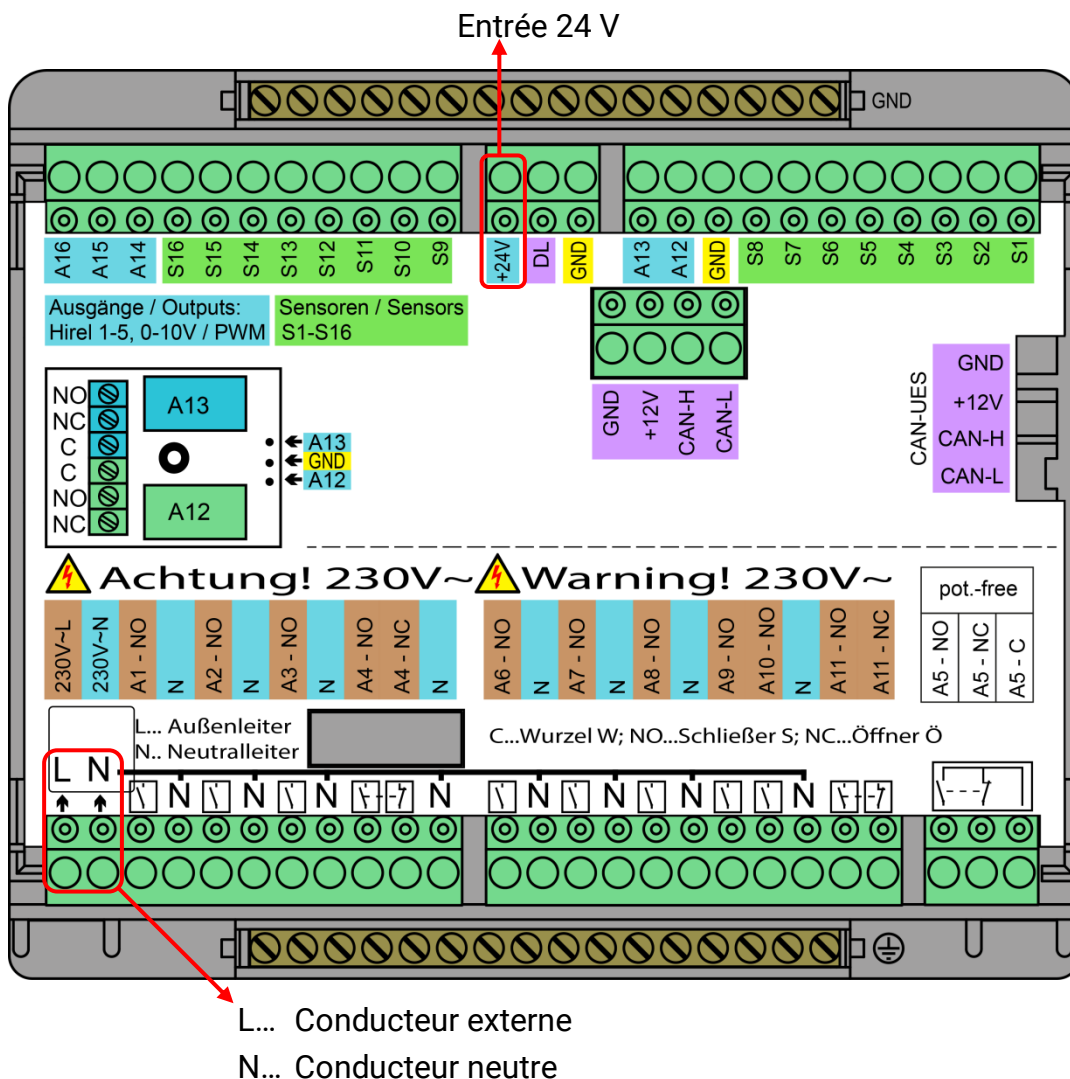 Entrée 24 V
GND
A16 A15 A14 S16 S15 S14 S13 S12 S11 S10 S9 +24V DL GND A13 A12 GND S8 S7 S6 S5 S4 S3 S2 S1
Ausgänge / Outputs:
Hirel 1-5, 0-10V / PWM
Sensoren / Sensors
S1-S16
GND +12V CAN-H CAN-L
CAN-UES
GND
+12V
CAN-H
CAN-L
NO
NC
C
C
NO
NC
A13
A12
A13
GND
A12
Achtung! 230V~
Warning! 230V~
pot.-free
230V~L 230V~N A1 - NO N A2 - NO N A3 - NO N A4 - NO A4 - NC N A6 - NO N A7 - NO N A8 - NO N A9 - NO A10 - NO N A11 - NO A11 - NC A5 - NO A5 - NC A5 - C
L... Außenleiter
N.. Neutralleiter
C...Wurzel W; NO...Schließer S; NC...Öffner Ö
L N N N N N N N N N
L... Conducteur externe
N... Conducteur neutre